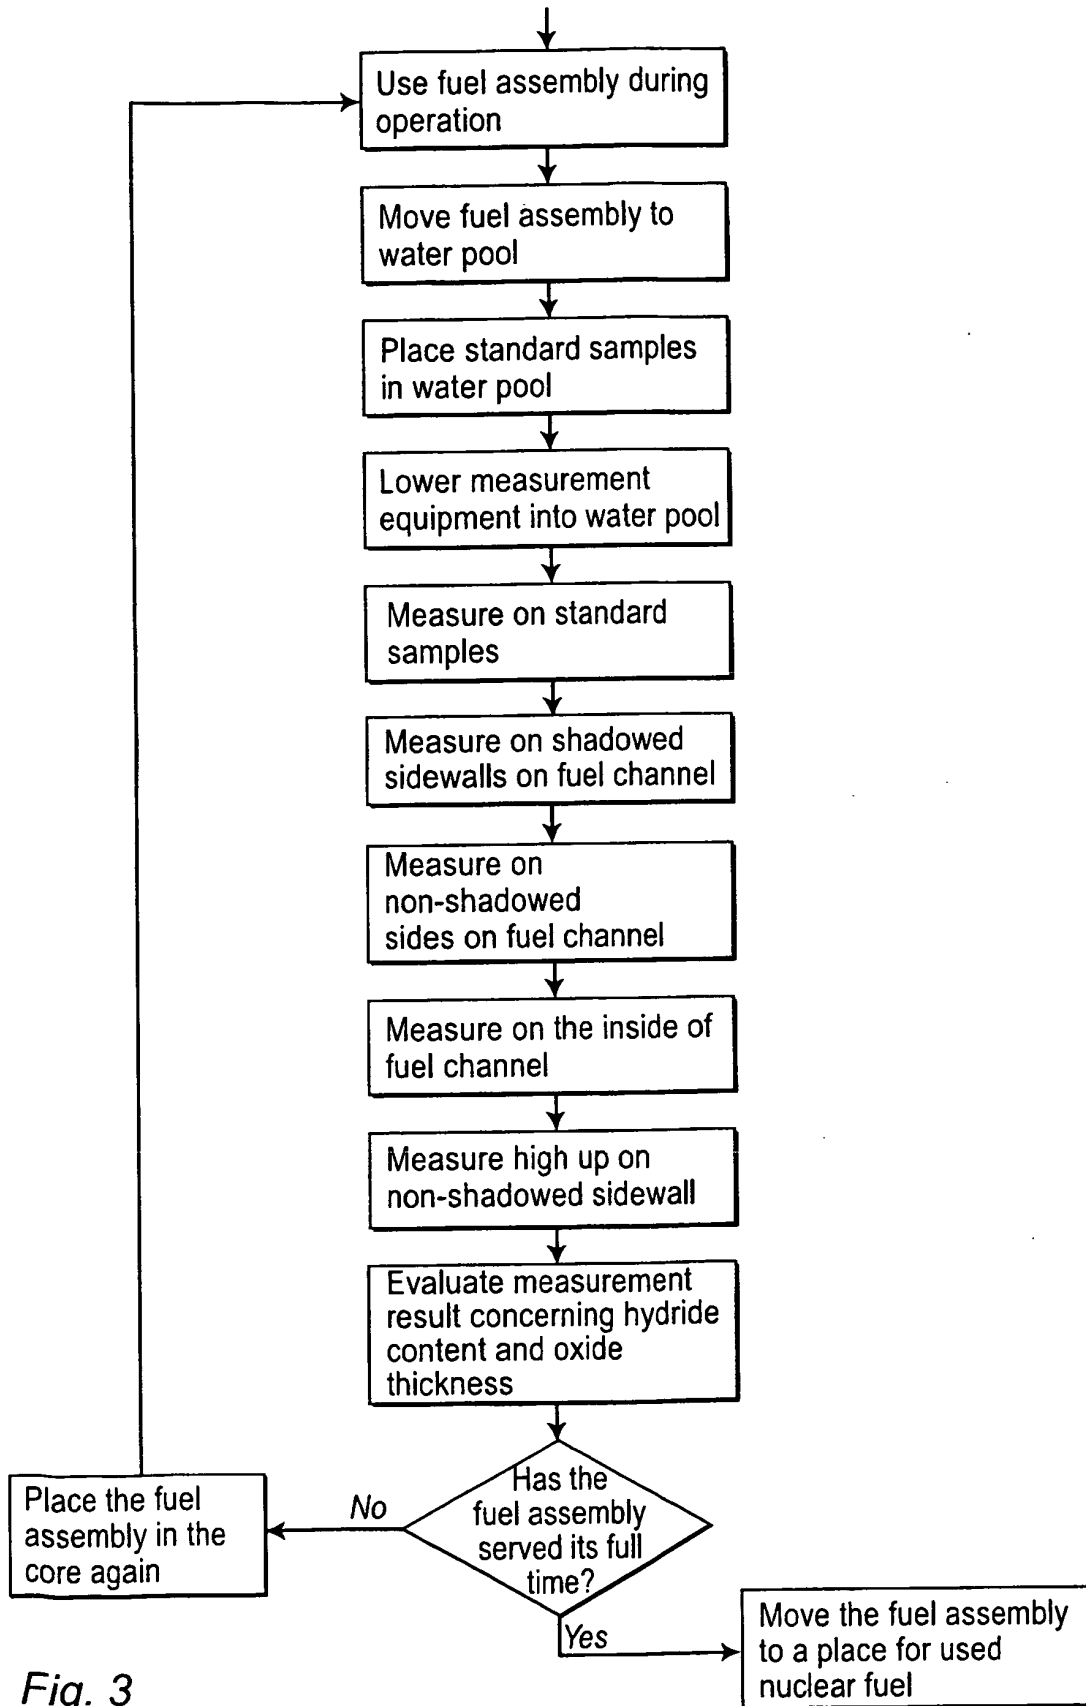 Use fuel assembly during
operation
Move fuel assembly to
water pool
Place standard samples
in water pool
Lower measurement
equipment into water pool
Measure on standard
samples
Measure on shadowed
sidewalls on fuel channel
Measure on
non-shadowed
sides on fuel channel
Measure on the inside of
fuel channel
Measure high up on
non-shadowed sidewall
Evaluate measurement
result concerning hydride
content and oxide
thickness
Has the
fuel assembly
served its full
time?
No
Place the fuel
assembly in the
core again
Yes
Move the fuel assembly
to a place for used
nuclear fuel
Fig. 3